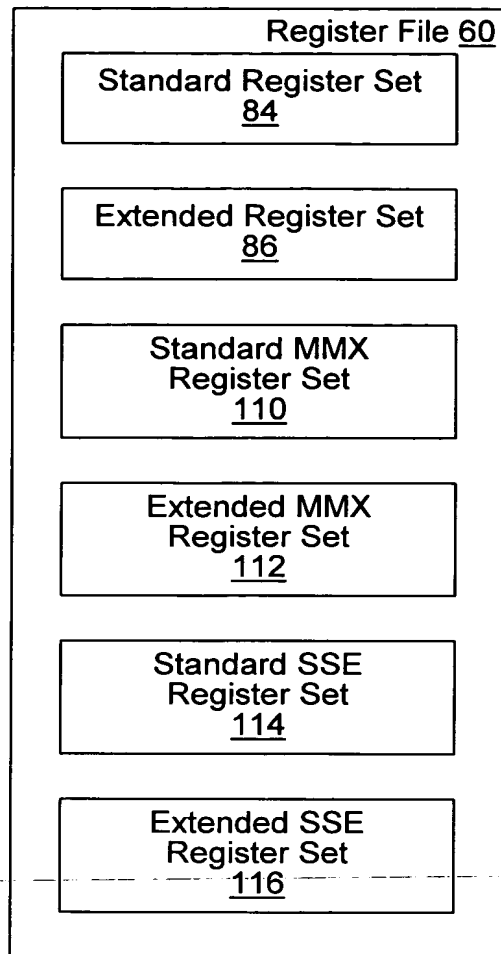 Register File 60
Standard Register Set
84
Extended Register Set
86
Standard MMX
Register Set
110
Extended MMX
Register Set
112
Standard SSE
Register Set
114
Extended SSE
Register Set
116